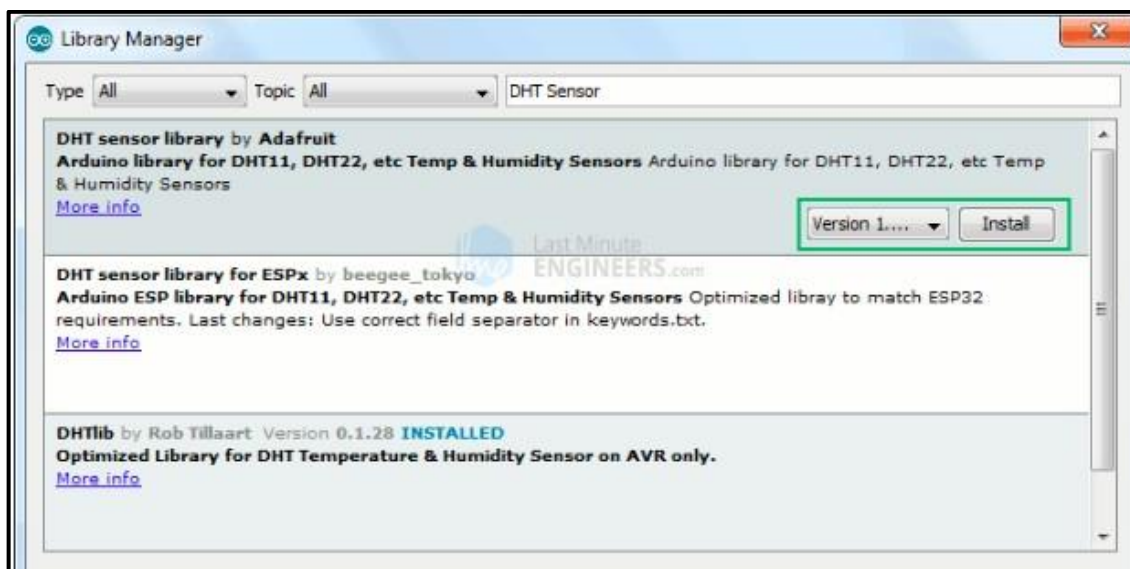 Library Manager
Type All Topic All DHT Sensor
DHT sensor library by Adafruit
Arduino library for DHT11, DHT22, etc Temp & Humidity Sensors Arduino library for DHT11, DHT22, etc Temp
& Humidity Sensors
More info
Version 1.... Install
Last Minute
ENGINEERS.com
DHT sensor library for ESPx by beegee_tokyo
Arduino ESP library for DHT11, DHT22, etc Temp & Humidity Sensors Optimized libray to match ESP32
requirements. Last changes: Use correct field separator in keywords.txt.
More info
DHTlib by Rob Tillaart Version 0.1.28 INSTALLED
Optimized Library for DHT Temperature & Humidity Sensor on AVR only.
More info